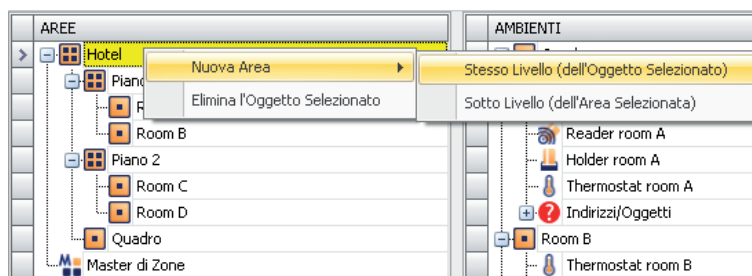 AREE
Hotel
Nuova Area
Elimina l'Oggetto Selezionato
Stesso Livello (dell'Oggetto Selezionato)
Sotto Livello (dell'Area Selezionata)
Room B
Piano 2
Room C
Room D
Quadro
Master di Zone
AMBIENTI
Reader room A
Holder room A
Thermostat room A
Indirizzi/Oggetti
Room B
Thermostat room B